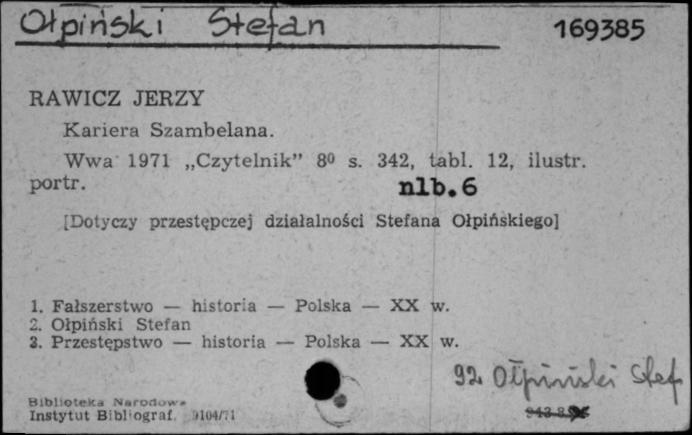 Ołpiński Stefan
169385
RAWICZ JERZY
Kariera Szambelana.
Wwa 1971 „Czytelnik” 8⁰ s. 342, tabl. 12, ilustr.
portr. nlb.6
[Dotyczy przestępczej działalności Stefana Ołpińskiego]
1. Fałszerstwo — historia — Polska — XX w.
2. Ołpiński Stefan
3. Przestępstwo — historia — Polska — XX w.
92 Ołpiński Stef.
Biblioteka Narodowa
Instytut Bibliograf. 9104/71